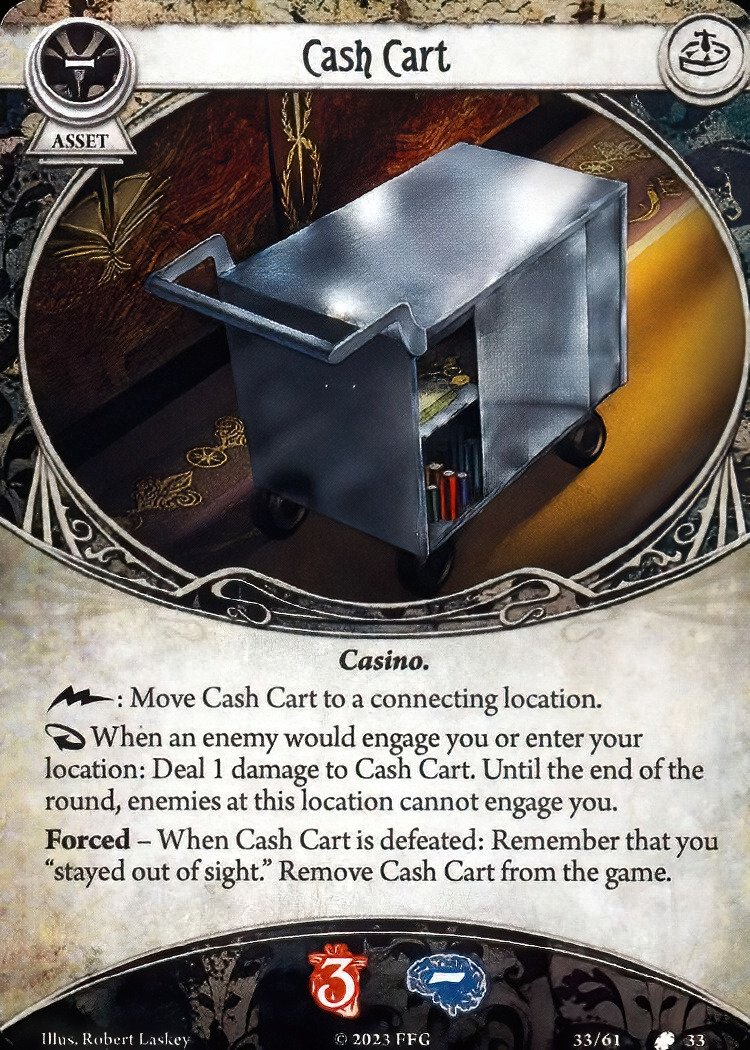 Cash Cart
ASSET
Casino.
: Move Cash Cart to a connecting location.
When an enemy would engage you or enter your
location: Deal 1 damage to Cash Cart. Until the end of the
round, enemies at this location cannot engage you.
Forced – When Cash Cart is defeated: Remember that you
“stayed out of sight.” Remove Cash Cart from the game.
3 –
Illus. Robert Laskey © 2023 FFG 33/61 33